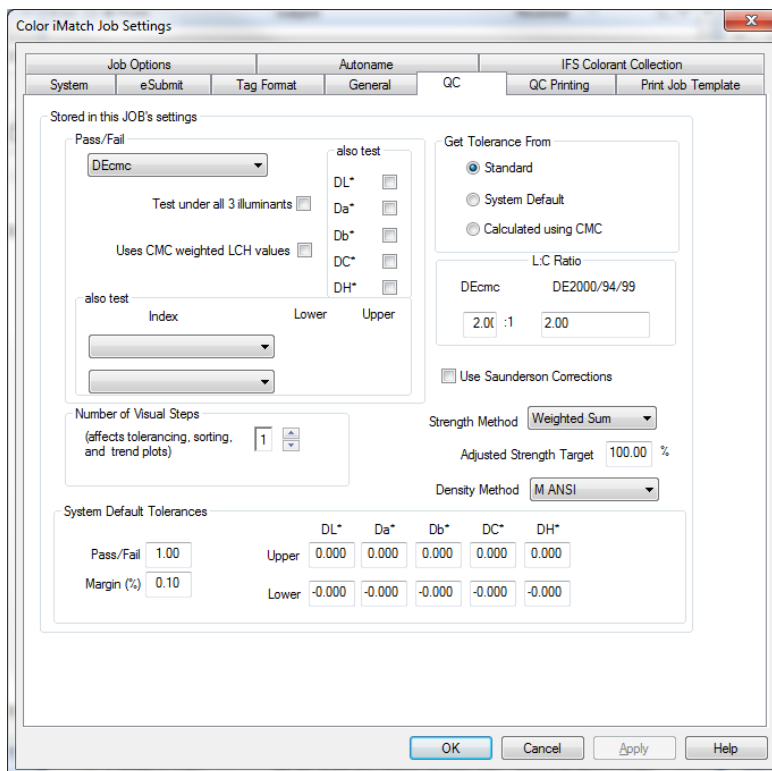 Color iMatch Job Settings
Job Options Autoname IFS Colorant Collection
System eSubmit Tag Format General QC QC Printing Print Job Template
Stored in this JOB's settings
Pass/Fail
DEcmc
Test under all 3 illuminants
Uses CMC weighted LCH values
also test
DL*
Da*
Db*
DC*
DH*
also test
Index Lower Upper
Get Tolerance From
Standard
System Default
Calculated using CMC
L:C Ratio
DEcmc DE2000/94/99
2.00 :1 2.00
Use Saunderson Corrections
Number of Visual Steps
(affects tolerancing, sorting,
and trend plots)
1
Strength Method Weighted Sum
Adjusted Strength Target 100.00 %
Density Method M ANSI
System Default Tolerances
DL* Da* Db* DC* DH*
Pass/Fail 1.00 Upper 0.000 0.000 0.000 0.000 0.000
Margin (%) 0.10 Lower -0.000 -0.000 -0.000 -0.000 -0.000
OK Cancel Apply Help